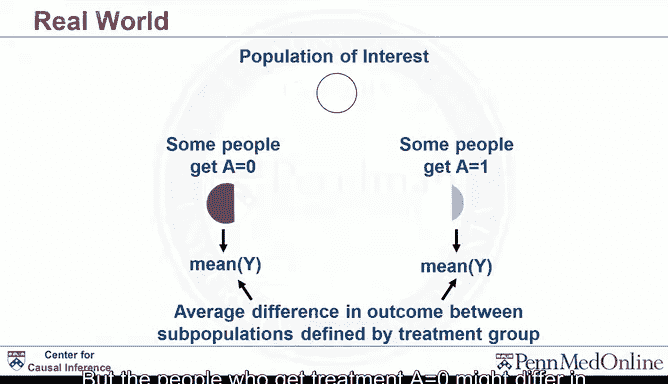 Real World
Population of Interest
Some people
get A=0
Some people
get A=1
mean(Y)
mean(Y)
Average difference in outcome between
subpopulations defined by treatment group
Center for
Causal Inference
PennMedOnline
But the people who get treatment A=0 might differ in